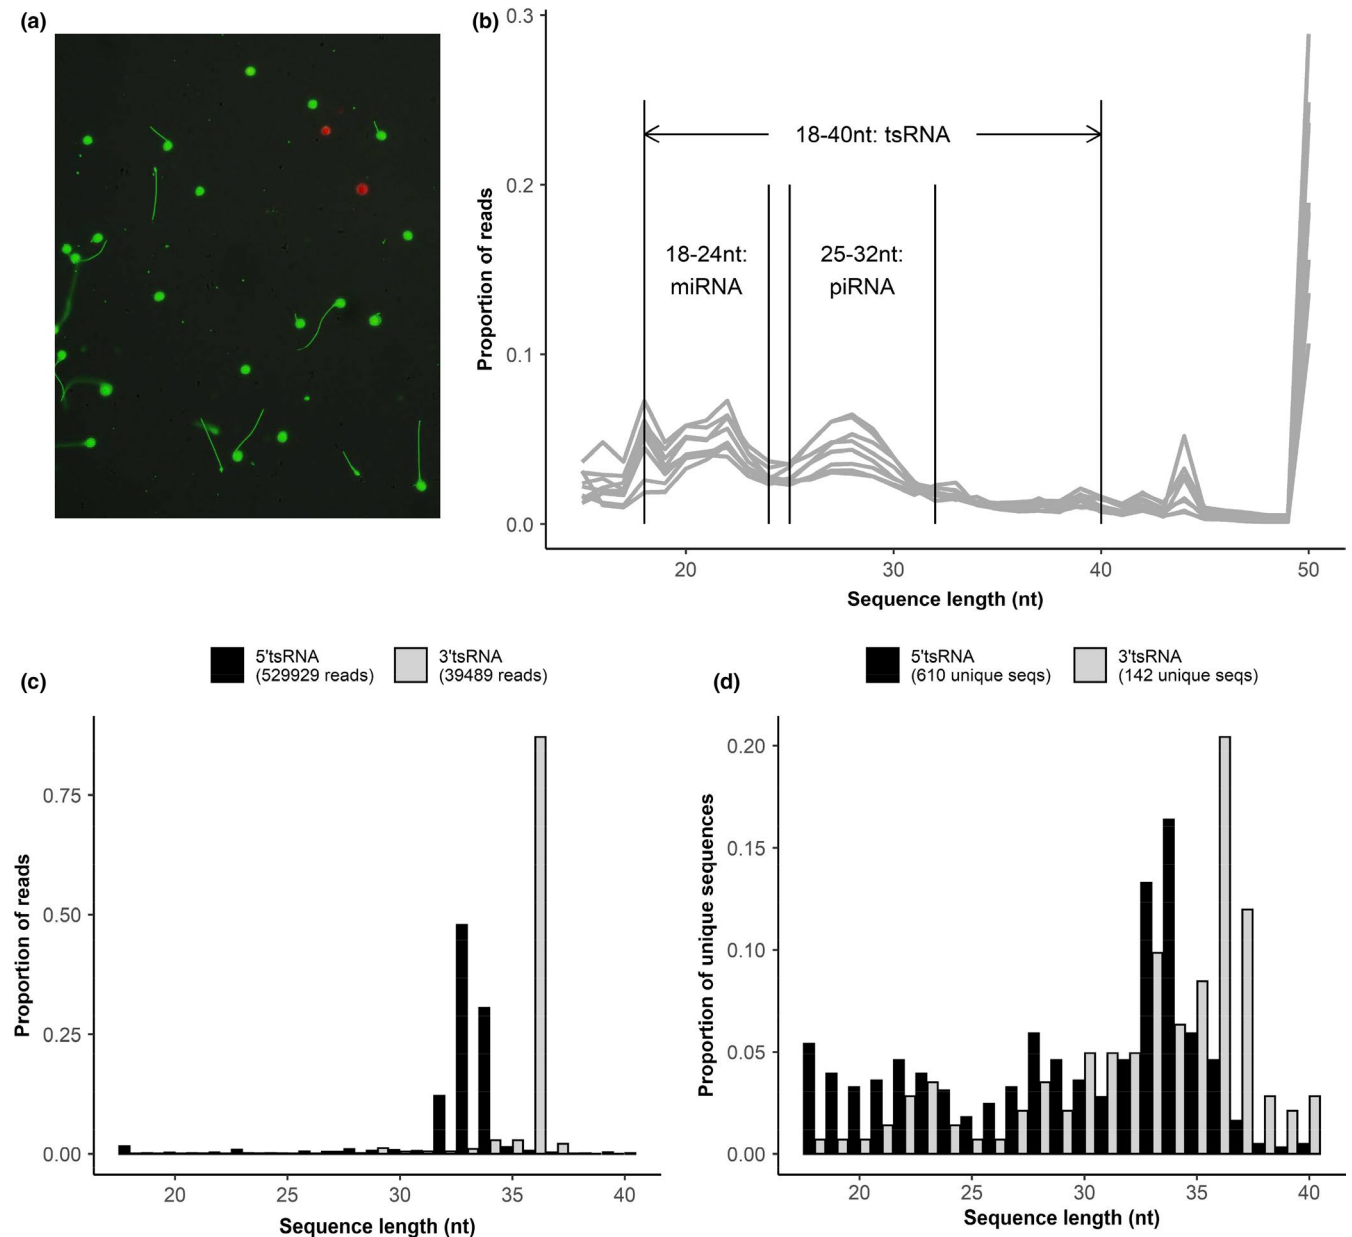 (a)
(b)
0.3
0.2
0.1
0.0
Proportion of reads
18-40nt: tsRNA
18-24nt:
miRNA
25-32nt:
piRNA
20
30
40
50
Sequence length (nt)
(c)
5'tsRNA
(529929 reads)
3'tsRNA
(39489 reads)
0.75
0.50
0.25
0.00
Proportion of reads
20
25
30
35
40
Sequence length (nt)
(d)
5'tsRNA
(610 unique seqs)
3'tsRNA
(142 unique seqs)
0.20
0.15
0.10
0.05
0.00
Proportion of unique sequences
20
25
30
35
40
Sequence length (nt)